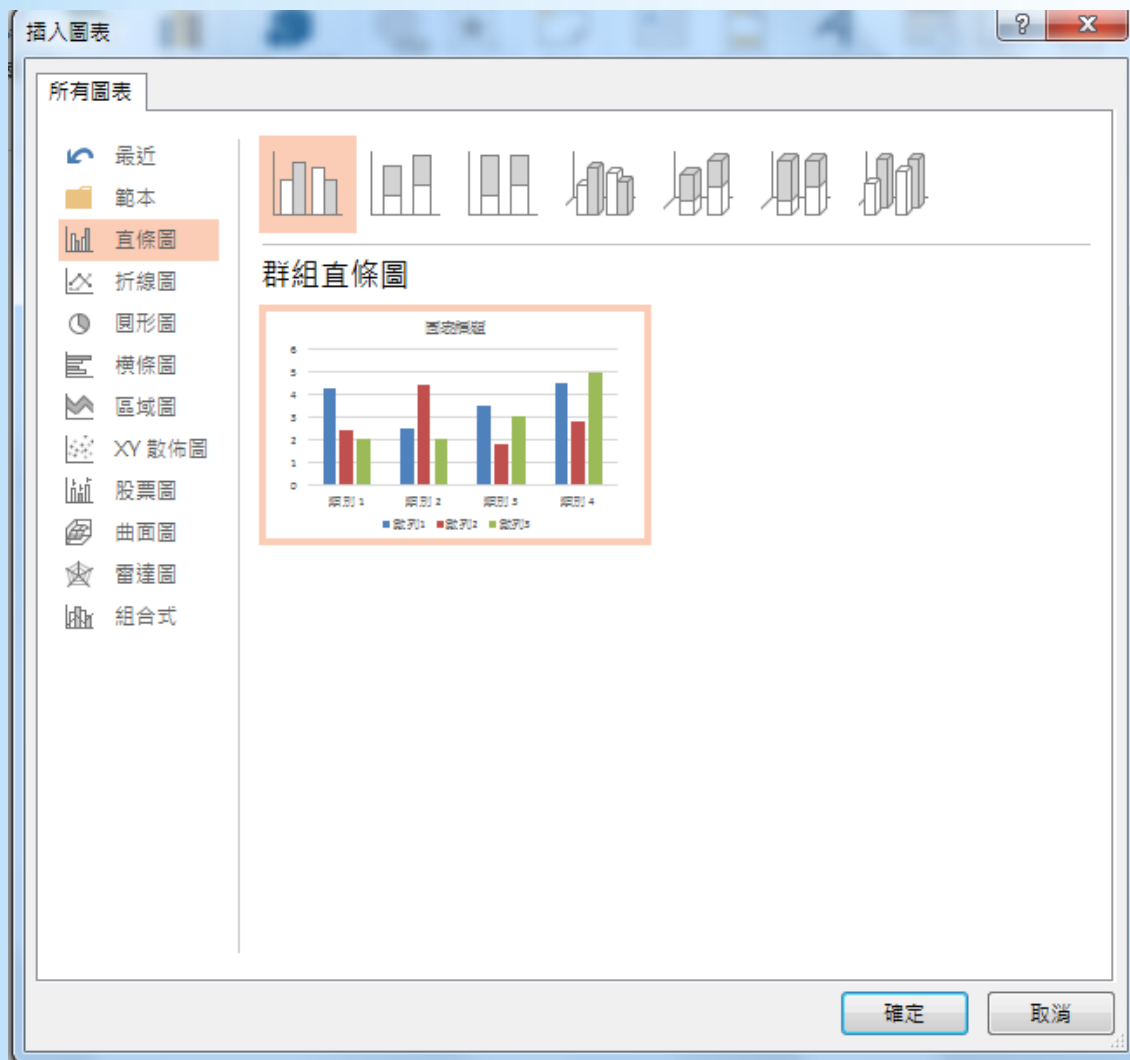 插入圖表
所有圖表
最近
範本
直條圖
折線圖
圓形圖
橫條圖
區域圖
XY 散佈圖
股票圖
曲面圖
雷達圖
組合式
群組直條圖
圖表標題
6
5
4
3
2
1
0
類別 1 類別 2 類別 3 類別 4
數列1 數列2 數列3
確定 取消